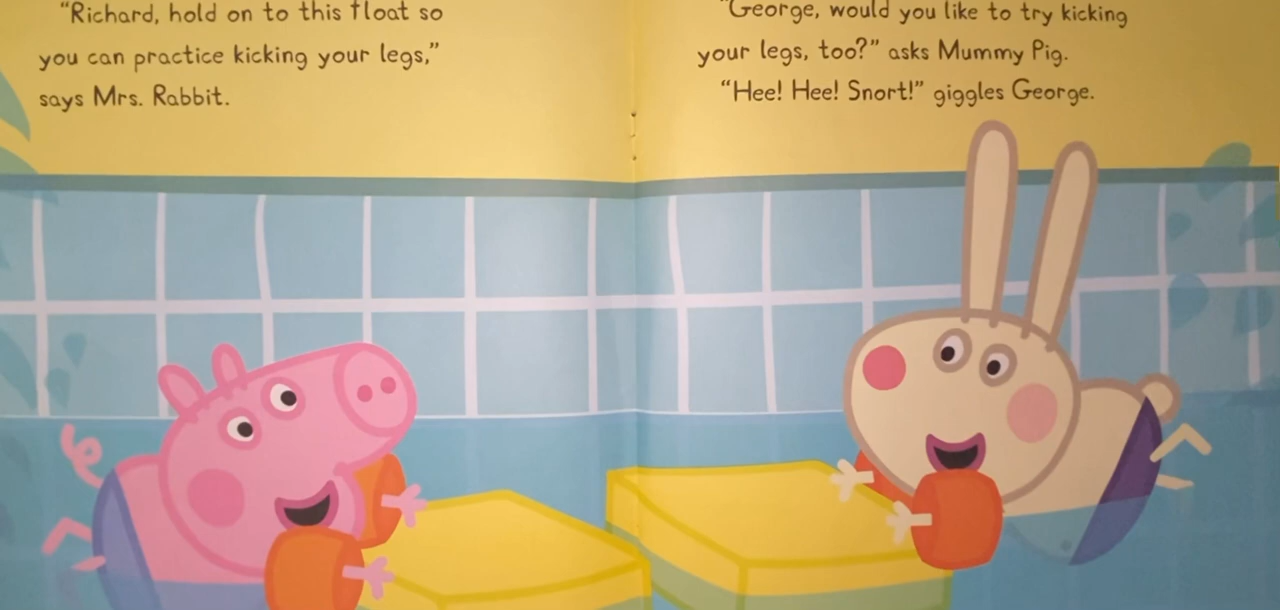 "Richard, hold on to this float so
you can practice kicking your legs,"
says Mrs. Rabbit.
"George, would you like to try kicking
your legs, too?" asks Mummy Pig.
"Hee! Hee! Snort!" giggles George.